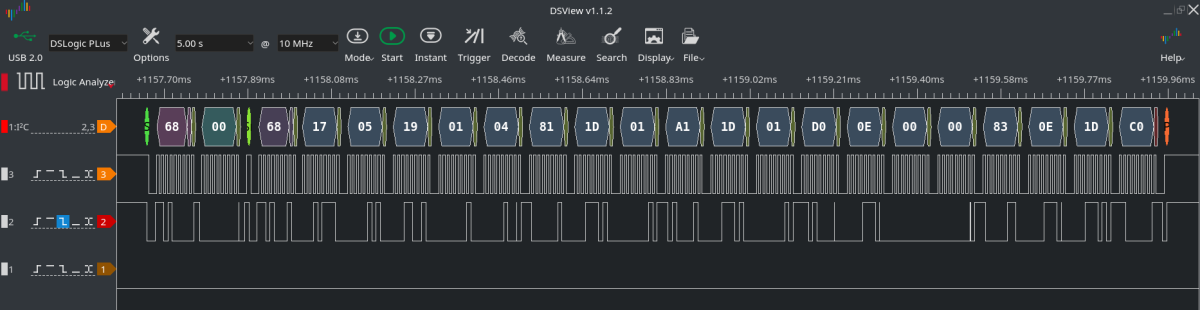 DSView v1.1.2
USB 2.0
DSLogic PLus
Options
5.00 s
@
10 MHz
Mode
Start
Instant
Trigger
Decode
Measure
Search
Display
File
Help
Logic Analyze
+1157.70ms +1157.89ms +1158.08ms +1158.27ms +1158.46ms +1158.64ms +1158.83ms +1159.02ms +1159.21ms +1159.40ms +1159.58ms +1159.77ms +1159.96ms
1:I²C 2,3 D
68 00 68 17 05 19 01 04 81 1D 01 A1 1D 01 D0 0E 00 00 83 0E 1D C0
3 3
2 2
1 1